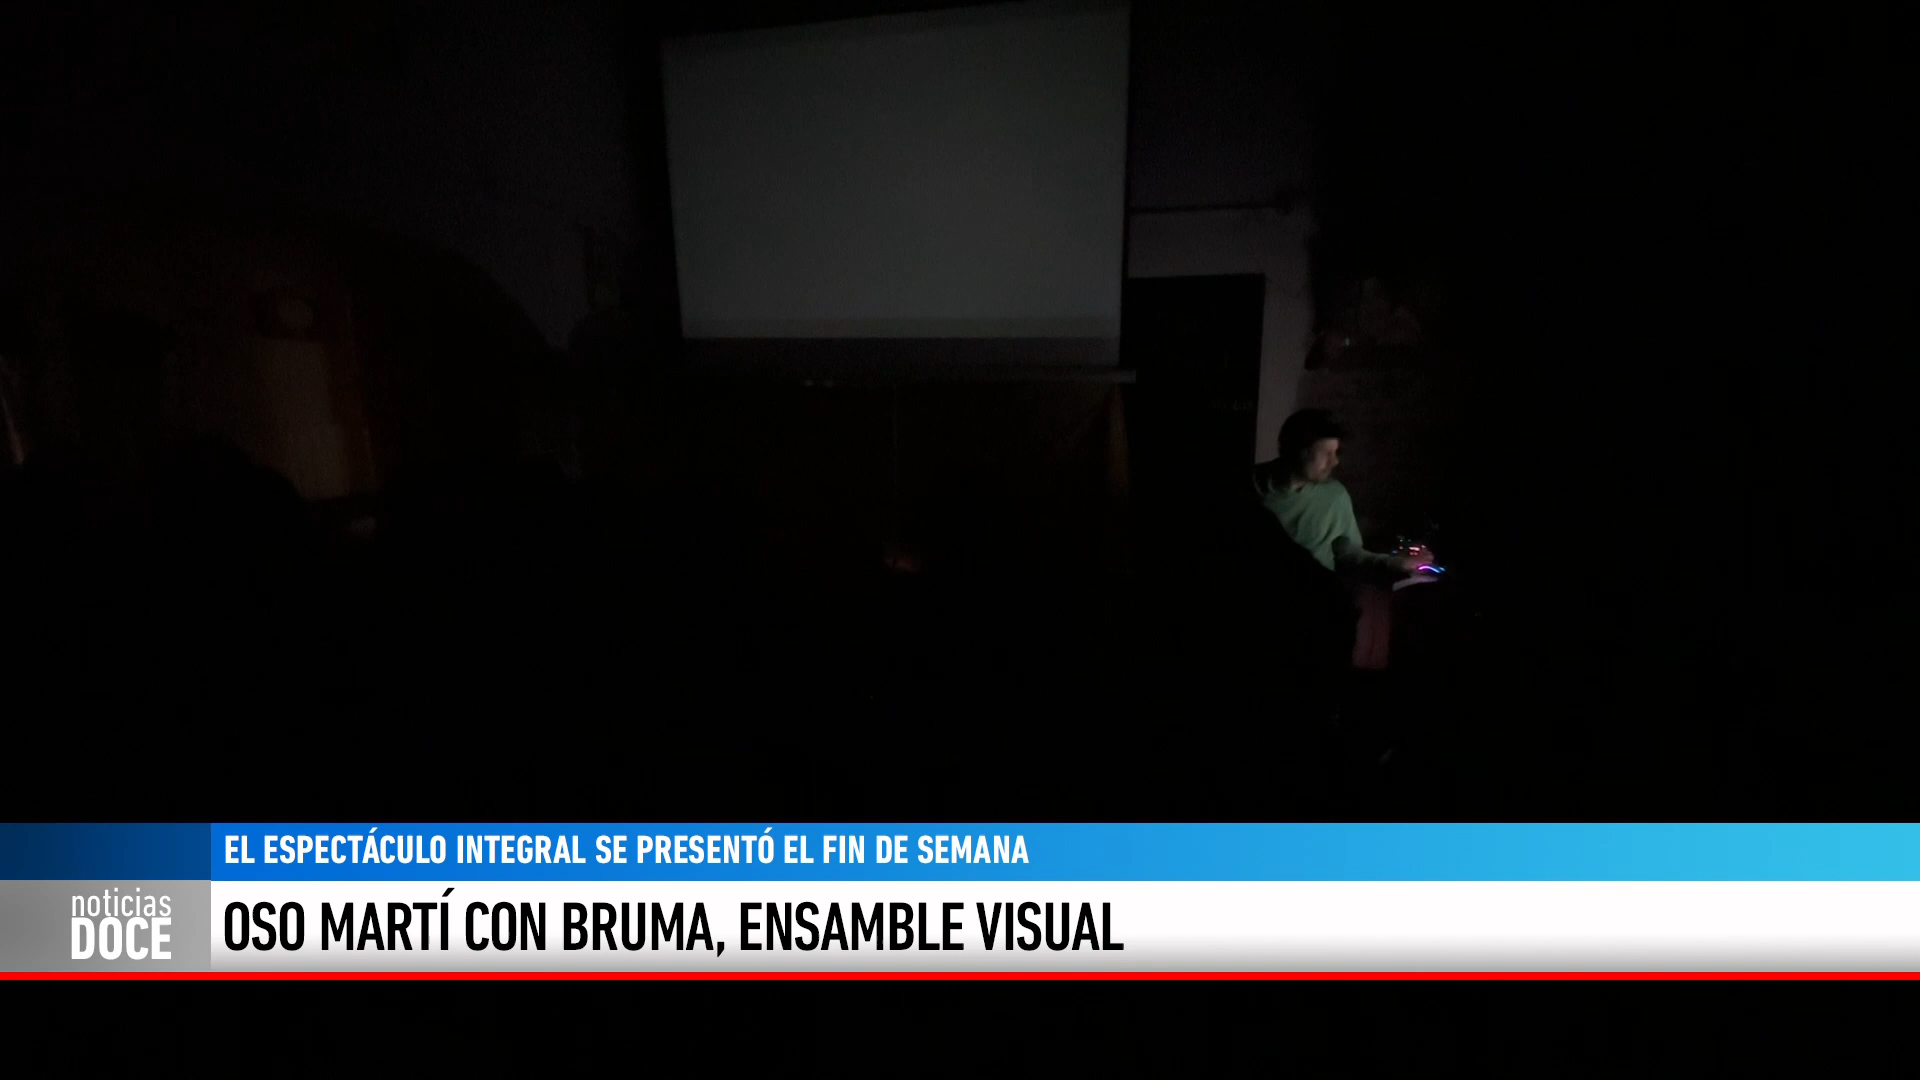 EL ESPECTÁCULO INTEGRAL SE PRESENTÓ EL FIN DE SEMANA
noticias
DOCE
OSO MARTÍ CON BRUMA, ENSAMBLE VISUAL